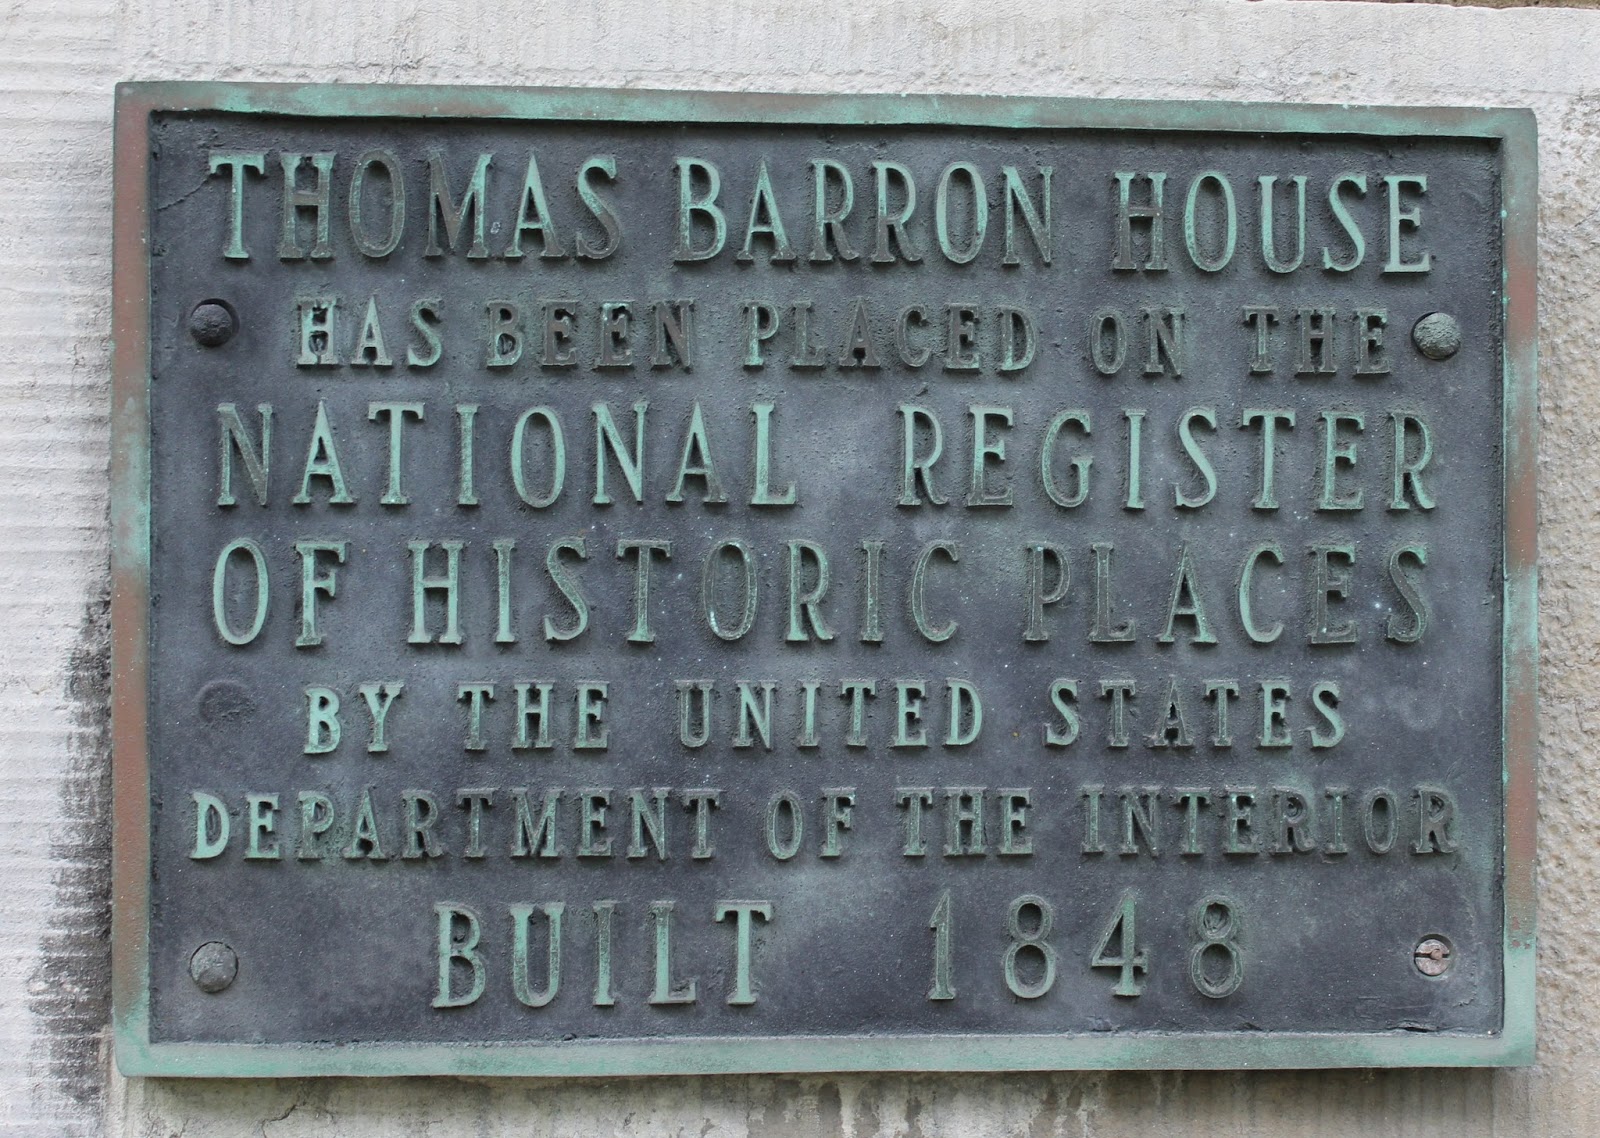 THOMAS BARRON HOUSE
HAS BEEN PLACED ON THE
NATIONAL REGISTER
OF HISTORIC PLACES
BY THE UNITED STATES
DEPARTMENT OF THE INTERIOR
BUILT 1848